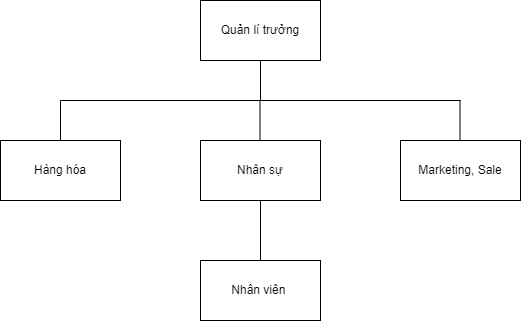 Quản lí trưởng
Hàng hóa
Nhân sự
Marketing, Sale
Nhân viên